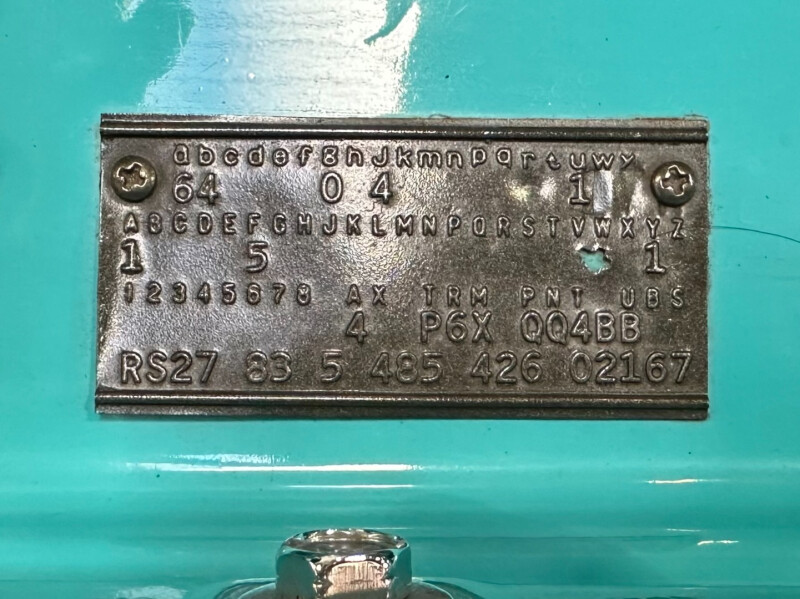 abcdefghJkmnpqrtuwy
64 0 4 1
ABCDEFGHJKLMNPQRSTVWXYZ
1 5 1
12345678 AX TRM PNT UBS
4 P6X QQ4BB
RS27 83 5 485 426 02167